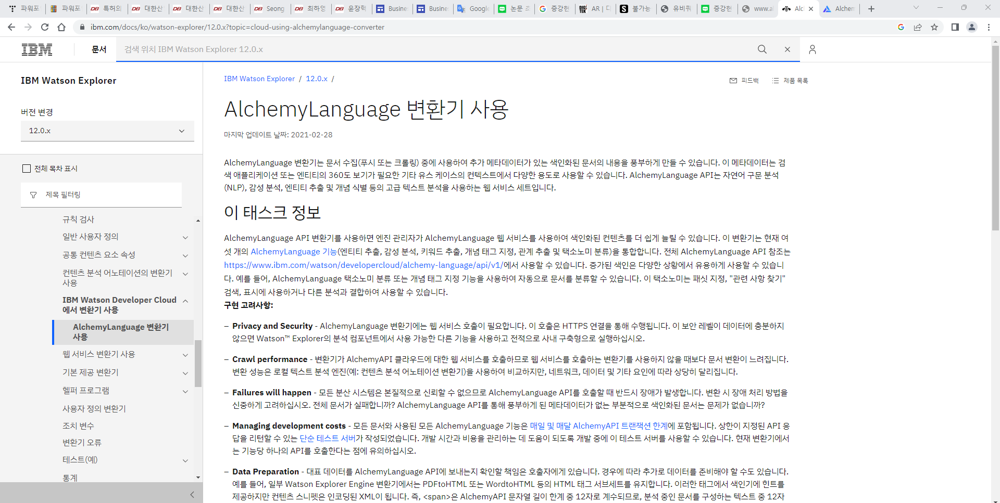 파워포
파워포
특허의
대한산
대한산
대한산
Seong
최하영
윤장혁
Busine
Busine
Google
논문 초
증강현
AR | 디
불가능
유비쿼
증강현
www.al
Alc
Alchem
ibm.com/docs/ko/watson-explorer/12.0.x?topic=cloud-using-alchemylanguage-converter
IBM
문서
검색 위치 IBM Watson Explorer 12.0.x
IBM Watson Explorer
버전 변경
12.0.x
전체 목차 표시
제목 필터링
규칙 검사
일반 사용자 정의
공통 컨텐츠 요소 속성
컨텐츠 분석 어노테이션의 변환기
사용
IBM Watson Developer Cloud
에서 변환기 사용
AlchemyLanguage 변환기
사용
웹 서비스 변환기 사용
기본 제공 변환기
헬퍼 프로그램
사용자 정의 변환기
조치 변수
변환기 오류
테스트(예)
통계
IBM Watson Explorer / 12.0.x /
피드백
제품 목록
AlchemyLanguage 변환기 사용
마지막 업데이트 날짜: 2021-02-28
AlchemyLanguage 변환기는 문서 수집(푸시 또는 크롤링) 중에 사용하여 추가 메타데이터가 있는 색인화된 문서의 내용을 풍부하게 만들 수 있습니다. 이 메타데이터는 검
색 애플리케이션 또는 엔티티의 360도 보기가 필요한 기타 유스 케이스의 컨텍스트에서 다양한 용도로 사용할 수 있습니다. AlchemyLanguage API는 자연어 구문 분석
(NLP), 감성 분석, 엔티티 추출 및 개념 식별 등의 고급 텍스트 분석을 사용하는 웹 서비스 세트입니다.
이 태스크 정보
AlchemyLanguage API 변환기를 사용하면 엔진 관리자가 AlchemyLanguage 웹 서비스를 사용하여 색인화된 컨텐츠를 더 쉽게 늘릴 수 있습니다. 이 변환기는 현재 여
섯 개의 AlchemyLanguage 기능(엔티티 추출, 감성 분석, 키워드 추출, 개념 태그 지정, 관계 추출 및 택소노미 분류)을 통합합니다. 전체 AlchemyLanguage API 참조는
https://www.ibm.com/watson/developercloud/alchemy-language/api/v1/에서 사용할 수 있습니다. 증가된 색인은 다양한 상황에서 유용하게 사용할 수 있습니
다. 예를 들어, AlchemyLanguage 택소노미 분류 또는 개념 태그 지정 기능을 사용하여 자동으로 문서를 분류할 수 있습니다. 이 택소노미는 패싯 지정, "관련 사항 찾기"
검색, 표시에 사용하거나 다른 분석과 결합하여 사용할 수 있습니다.
구현 고려사항:
– Privacy and Security - AlchemyLanguage 변환기에는 웹 서비스 호출이 필요합니다. 이 호출은 HTTPS 연결을 통해 수행됩니다. 이 보안 레벨이 데이터에 충분하지
않으면 Watson™ Explorer의 분석 컴포넌트에서 사용 가능한 다른 기능을 사용하고 전적으로 사내 구축형으로 실행하십시오.
– Crawl performance - 변환기가 AlchemyAPI 클라우드에 대한 웹 서비스를 호출하므로 웹 서비스를 호출하는 변환기를 사용하지 않을 때보다 문서 변환이 느려집니다.
변환 성능은 로컬 텍스트 분석 엔진(예: 컨텐츠 분석 어노테이션 변환기)을 사용하여 비교하지만, 네트워크, 데이터 및 기타 요인에 따라 상당히 달라집니다.
– Failures will happen - 모든 분산 시스템은 본질적으로 신뢰할 수 없으므로 AlchemyLanguage API를 호출할 때 반드시 장애가 발생합니다. 변환 시 장애 처리 방법을
신중하게 고려하십시오. 전체 문서가 실패합니까? AlchemyLanguage API를 통해 풍부하게 된 메타데이터가 없는 부분적으로 색인화된 문서는 문제가 없습니까?
– Managing development costs - 모든 문서와 사용된 모든 AlchemyLanguage 기능은 매일 및 매달 AlchemyAPI 트랜잭션 한계에 포함됩니다. 상한이 지정된 API 응
답을 리턴할 수 있는 단순 테스트 서버가 작성되었습니다. 개발 시간과 비용을 관리하는 데 도움이 되도록 개발 중에 이 테스트 서버를 사용할 수 있습니다. 현재 변환기에서
는 기능당 하나의 API를 호출한다는 점에 유의하십시오.
– Data Preparation - 대표 데이터를 AlchemyLanguage API에 보내는지 확인할 책임은 호출자에게 있습니다. 경우에 따라 추가로 데이터를 준비해야 할 수도 있습니다.
예를 들어, 일부 Watson Explorer Engine 변환기에서는 PDFtoHTML 또는 WordtoHTML 등의 HTML 태그 서브세트를 유지합니다. 이러한 태그에서 색인기에 힌트를
제공하지만 컨텐츠 스니펫은 인코딩된 XML이 됩니다. 즉, <span>은 AlchemyAPI 문자열 길이 한계 중 12자로 계수되므로, 분석 중인 문서를 구성하는 텍스트 중 12자